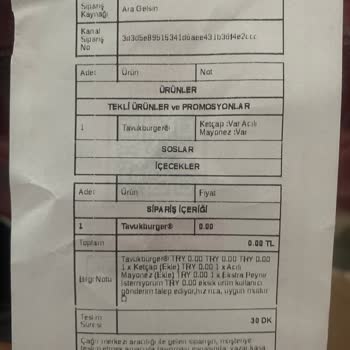 Sipariş
Kaynağı
Ara Gelsin
Kanal
Sipariş
No
Adet Ürün Not
ÜRÜNLER
TEKLİ ÜRÜNLER ve PROMOSYONLAR
1 Tavukburger® Ketçap :Var Acılı
Mayonez :Var
SOSLAR
İÇECEKLER
Adet Ürün Fiyat
SİPARİŞ İÇERİĞİ
1 Tavukburger® 0.00
Toplam 0.00 TL
Bilgi Notu
Tavukburger® TRY 0.00 TRY 0.00 TRY 0.00
1 x Ketçap (Ekle) TRY 0.00 1 x Acılı
Mayonez (Ekle) TRY 0.00 1 x Ekstra Peynir
İstemiyorum TRY 0.00 eksik ürün kullanıcı
gönderim talep ediyor,hız rıca, uygun mudur
Teslim
Süresi
30 DK
Çağrı merkezi aracılığı ile gelen siparişin, müşteriye